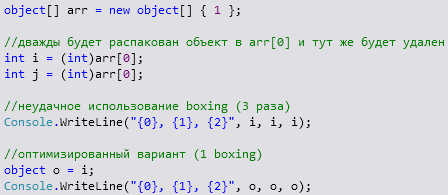 object[] arr = new object[] { 1 };
//дважды будет распакован объект в arr[0] и тут же будет удален
int i = (int)arr[0];
int j = (int)arr[0];
//неудачное использование boxing (3 раза)
Console.WriteLine("{0}, {1}, {2}", i, i, i);
//оптимизированный вариант (1 boxing)
object o = i;
Console.WriteLine("{0}, {1}, {2}", o, o, o);